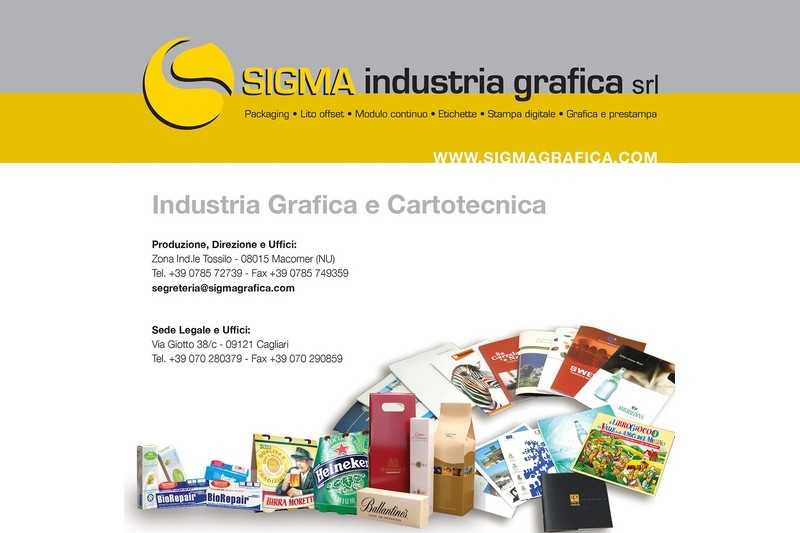 SIGMA industria grafica srl
Packaging • Lito offset • Modulo continuo • Etichette • Stampa digitale • Grafica e prestampa
WWW.SIGMAGRAFICA.COM
Industria Grafica e Cartotecnica
Produzione, Direzione e Uffici:
Zona Ind.le Tossilo - 08015 Macomer (NU)
Tel. +39 0785 72739 - Fax +39 0785 749359
segreteria@sigmagrafica.com
Sede Legale e Uffici:
Via Giotto 38/c - 09121 Cagliari
Tel. +39 070 280379 - Fax +39 070 290859
BioRepair
BioRepair
BIRRA MORETTI
Heineken
Ballantine's